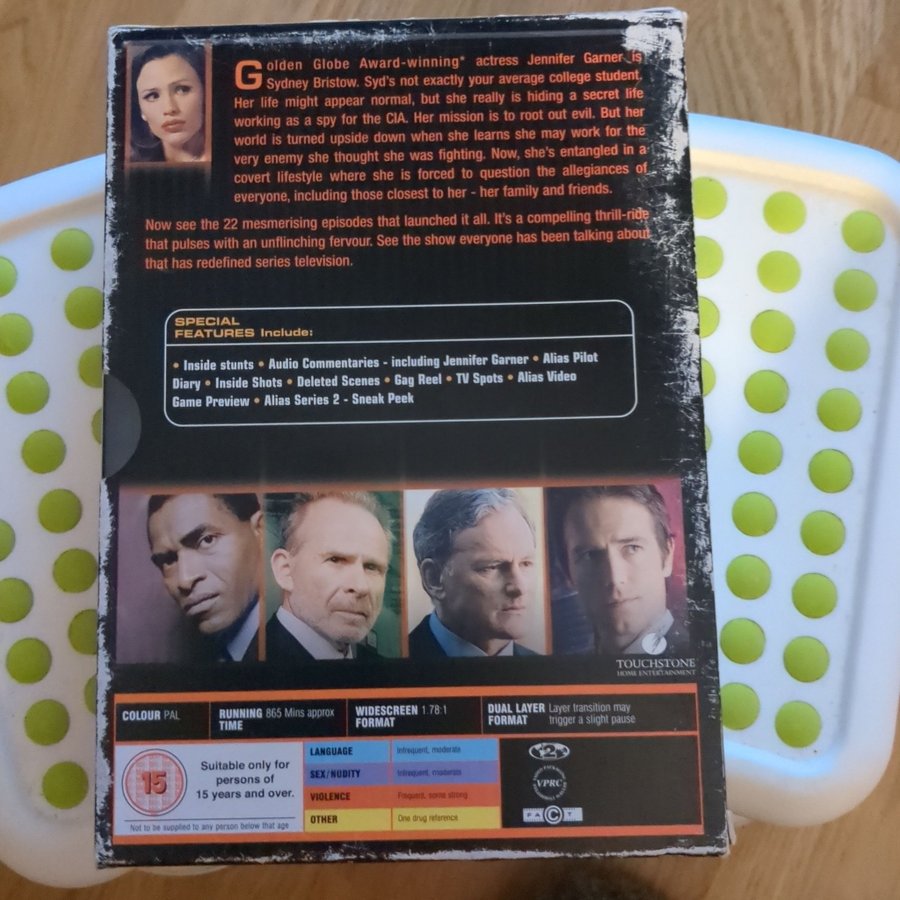 Golden Globe Award-winning* actress Jennifer Garner is
Sydney Bristow. Syd's not exactly your average college student.
Her life might appear normal, but she really is hiding a secret life
working as a spy for the CIA. Her mission is to root out evil. But her
world is turned upside down when she learns she may work for the
very enemy she thought she was fighting. Now, she's entangled in a
covert lifestyle where she is forced to question the allegiances of
everyone, including those closest to her - her family and friends.
Now see the 22 mesmerising episodes that launched it all. It's a compelling thrill-ride
that pulses with an unflinching fervour. See the show everyone has been talking about
that has redefined series television.
SPECIAL
FEATURES Include:
• Inside stunts • Audio Commentaries - including Jennifer Garner • Alias Pilot
Diary • Inside Shots • Deleted Scenes • Gag Reel • TV Spots • Alias Video
Game Preview • Alias Series 2 - Sneak Peek
TOUCHSTONE
HOME ENTERTAINMENT
COLOUR PAL
RUNNING TIME 865 Mins approx
WIDESCREEN FORMAT 1.78:1
DUAL LAYER FORMAT Layer transition may
trigger a slight pause
15
Suitable only for
persons of
15 years and over.
Not to be supplied to any person below that age
LANGUAGE Infrequent, moderate
SEX/NUDITY Infrequent, moderate
VIOLENCE Frequent, some strong
OTHER One drug reference.
2
VPRC
FACT